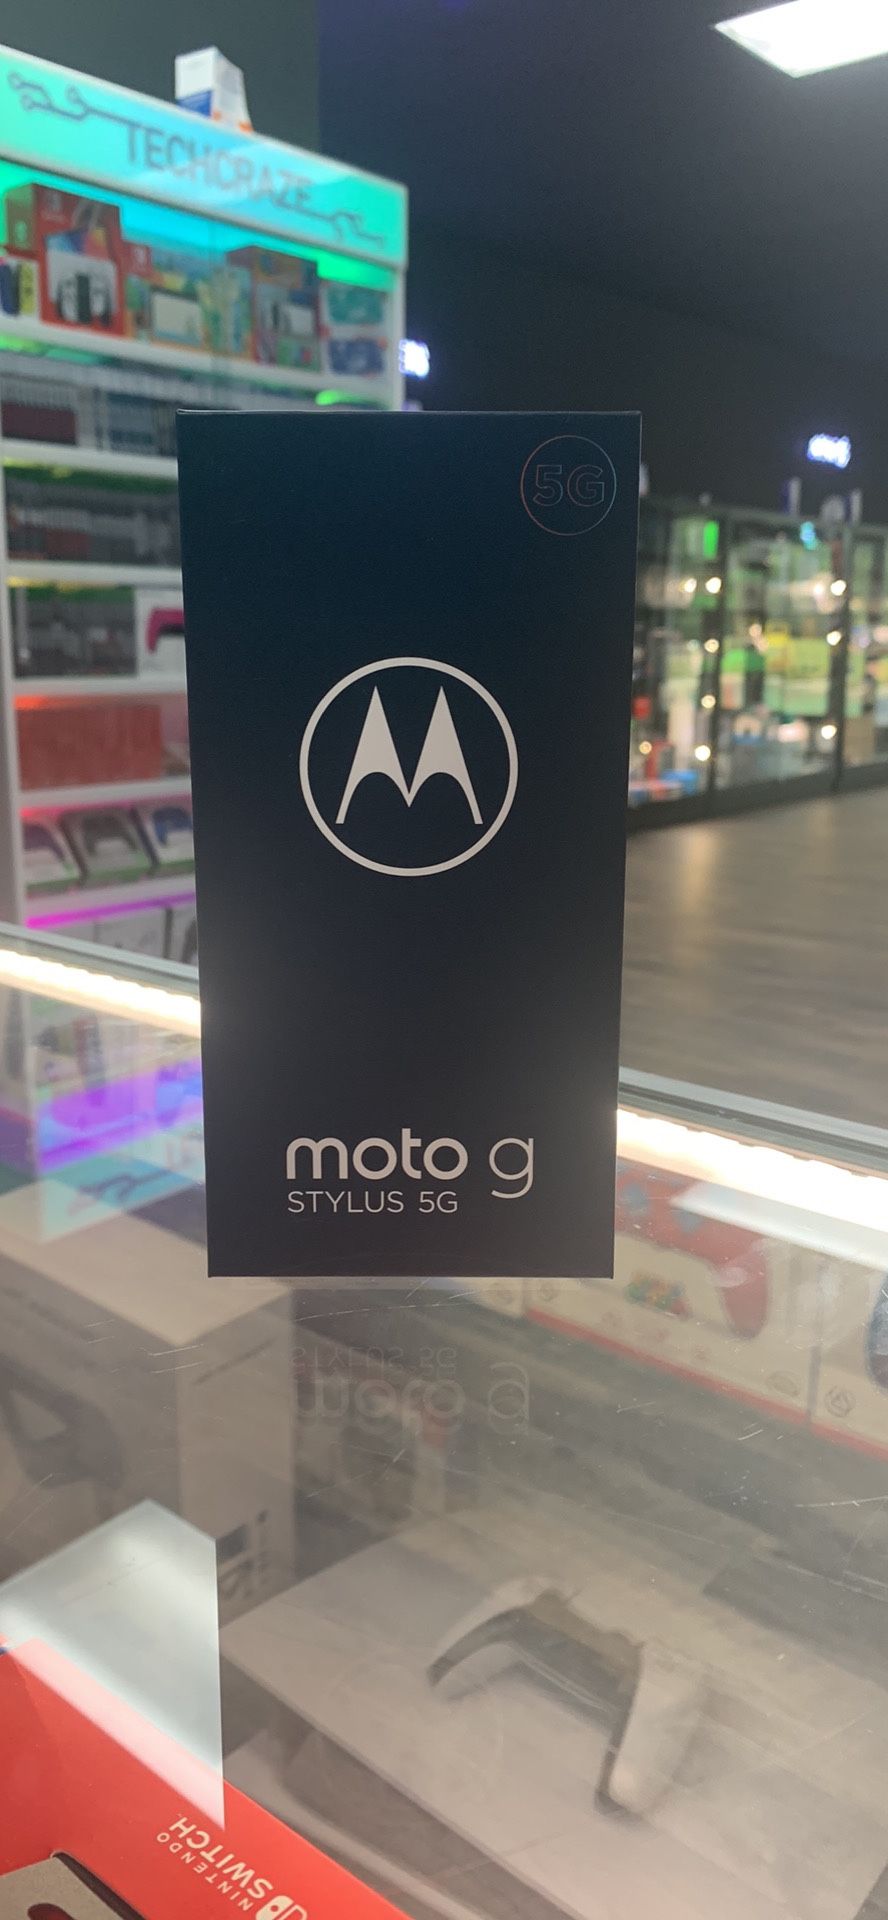 TECHCRAZE
5G
moto g
STYLUS 5G
NINTENDO
SWITCH